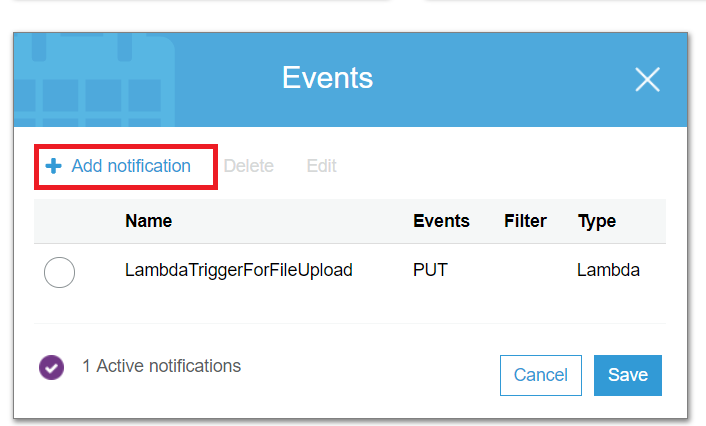 Events
Add notification Delete Edit
Name Events Filter Type
LambdaTriggerForFileUpload PUT Lambda
1 Active notifications
Cancel Save